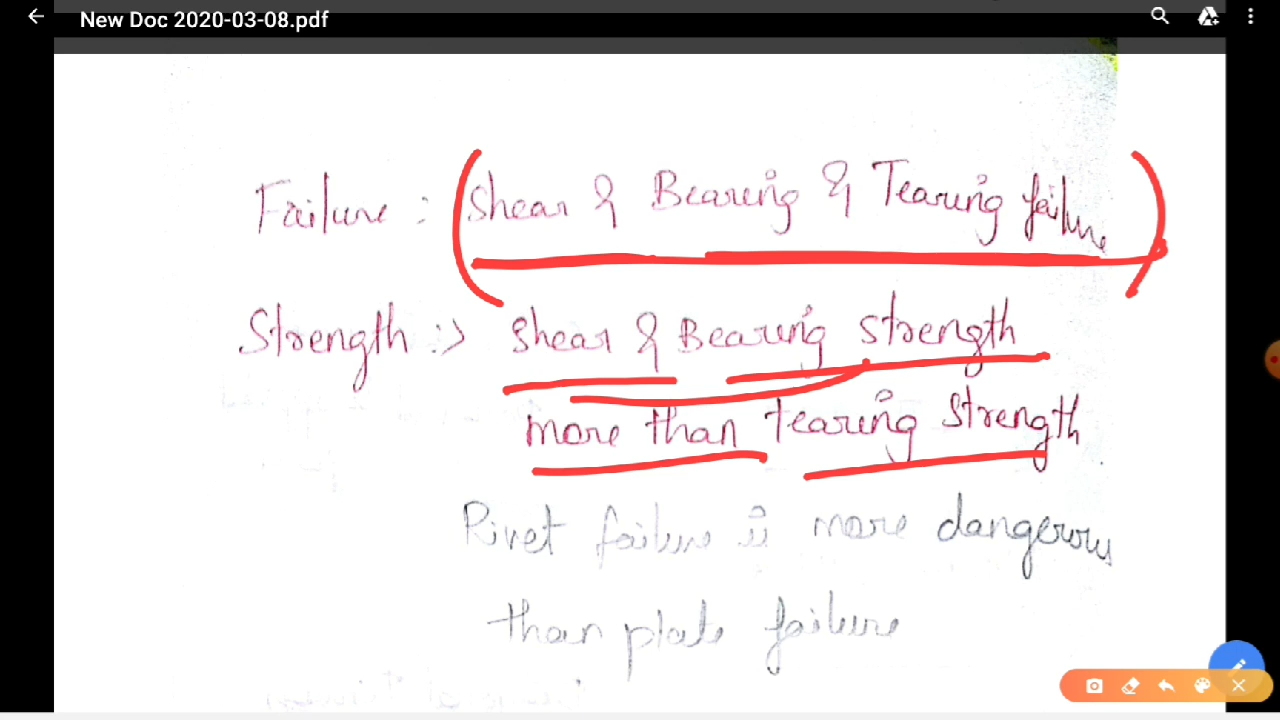 New Doc 2020-03-08.pdf
Failure : (Shear & Bearing & Tearing failure)
Strength :-> Shear & Bearing strength
more than tearing strength.
Rivet failure is more dangerous
than plate failure